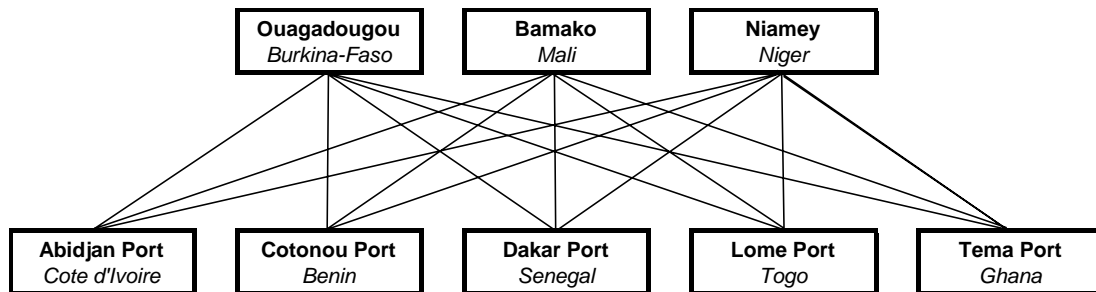 Ouagadougou
Burkina-Faso
Bamako
Mali
Niamey
Niger
Abidjan Port
Cote d'Ivoire
Cotonou Port
Benin
Dakar Port
Senegal
Lome Port
Togo
Tema Port
Ghana